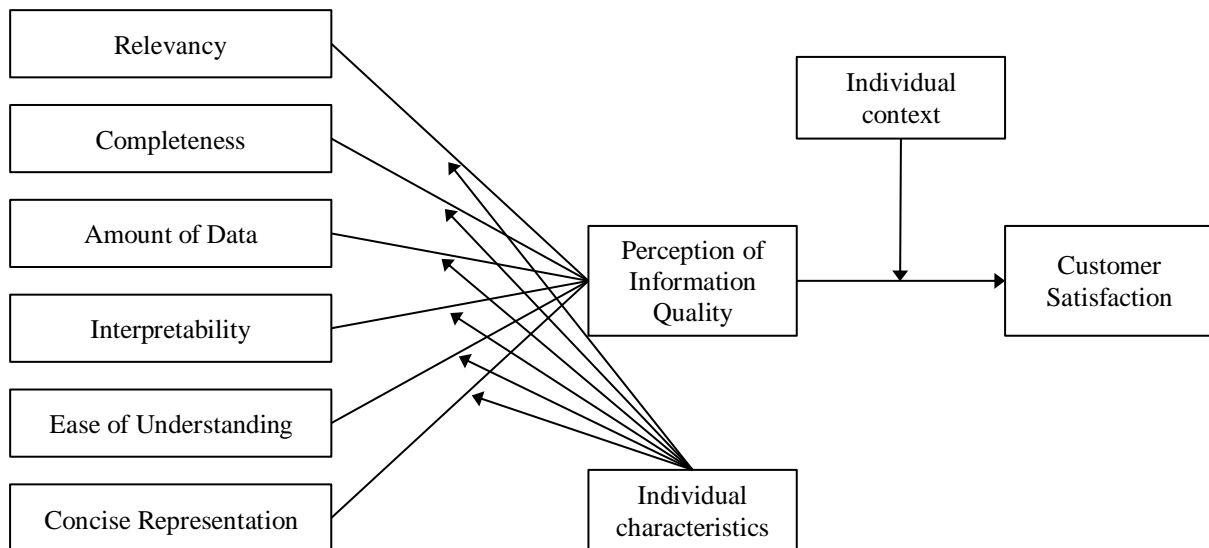 Relevancy
Completeness
Amount of Data
Interpretability
Ease of Understanding
Concise Representation
Perception of
Information
Quality
Individual
characteristics
Individual
context
Customer
Satisfaction